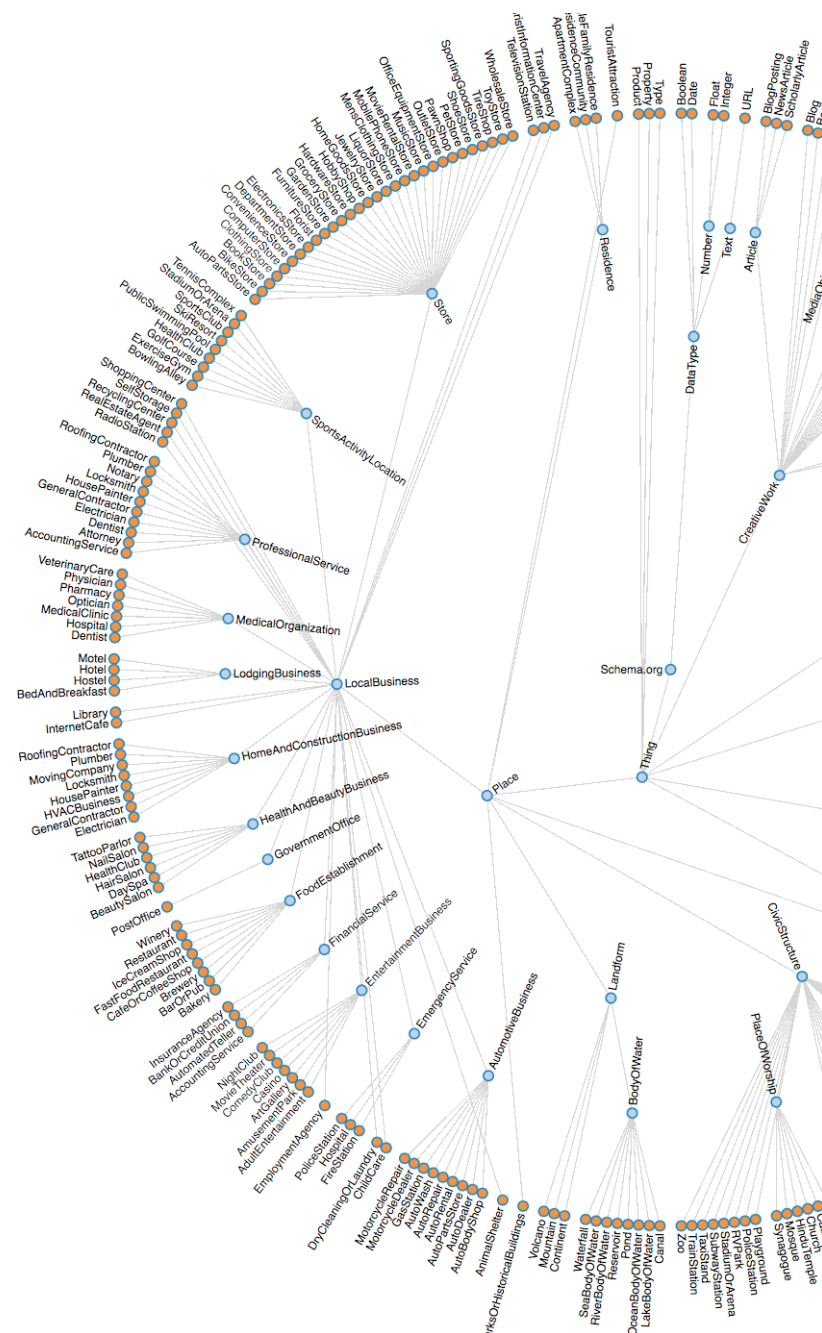 WholesaleStore
ToyStore
TireShop
ShoeStore
SportingGoodsStore
PetStore
PawnShop
OutletStore
OfficeEquipmentStore
MusicStore
MovieRentalStore
MobilePhoneStore
MensClothingStore
LiquorStore
JewelryStore
HomeGoodsStore
HobbyShop
HardwareStore
GroceryStore
GardenStore
FurnitureStore
Florist
ElectronicsStore
DepartmentStore
ConvenienceStore
ComputerStore
ClothingStore
BookStore
BikeStore
AutoPartsStore
TennisComplex
StadiumOrArena
SportsClub
SkiResort
PublicSwimmingPool
HealthClub
GolfCourse
ExerciseGym
BowlingAlley
ShoppingCenter
SelfStorage
RecyclingCenter
RealEstateAgent
RadioStation
RoofingContractor
Plumber
Notary
Locksmith
HousePainter
GeneralContractor
Electrician
Dentist
Attorney
AccountingService
VeterinaryCare
Physician
Pharmacy
Optician
MedicalClinic
Hospital
Dentist
Motel
Hotel
Hostel
BedAndBreakfast
Library
InternetCafe
RoofingContractor
Plumber
MovingCompany
Locksmith
HousePainter
HVACBusiness
GeneralContractor
Electrician
TattooParlor
NailSalon
HealthClub
HairSalon
DaySpa
BeautySalon
PostOffice
Winery
Restaurant
IceCreamShop
FastFoodRestaurant
CafeOrCoffeeShop
Brewery
BarOrPub
Bakery
InsuranceAgency
BankOrCreditUnion
AutomatedTeller
AccountingService
NightClub
MovieTheater
ComedyClub
Casino
ArtGallery
AmusementPark
AdultEntertainment
EmploymentAgency
PoliceStation
Hospital
FireStation
DryCleaningOrLaundry
ChildCare
MotorcycleRepair
MotorcycleDealer
GasStation
AutoWash
AutoRepair
AutoRental
AutoPartsStore
AutoDealer
AutoBodyShop
AnimalShelter
rksOrHistoricalBuildings
Volcano
Mountain
Continent
Waterfall
SeaBodyOfWater
RiverBodyOfWater
Reservoir
Pond
OceanBodyOfWater
LakeBodyOfWater
Canal
Zoo
TrainStation
TaxiStand
SubwayStation
StadiumOrArena
RVPark
PoliceStation
Playground
Synagogue
Mosque
HinduTemple
Church
TelevisionStation
ristInformationCenter
TravelAgency
ApartmentComplex
esidenceCommunity
leFamilyResidence
TouristAttraction
Product
Property
Type
Boolean
Date
Float
Integer
URL
BlogPosting
NewsArticle
ScholarlyArticle
Blog
Store
Residence
Number
Text
Article
MediaObj
DataType
CreativeWork
SportsActivityLocation
ProfessionalService
MedicalOrganization
LodgingBusiness
LocalBusiness
HomeAndConstructionBusiness
HealthAndBeautyBusiness
GovernmentOffice
FoodEstablishment
FinancialService
EntertainmentBusiness
EmergencyService
AutomotiveBusiness
Schema.org
Thing
Place
Landform
BodyOfWater
CivicStructure
PlaceOfWorship